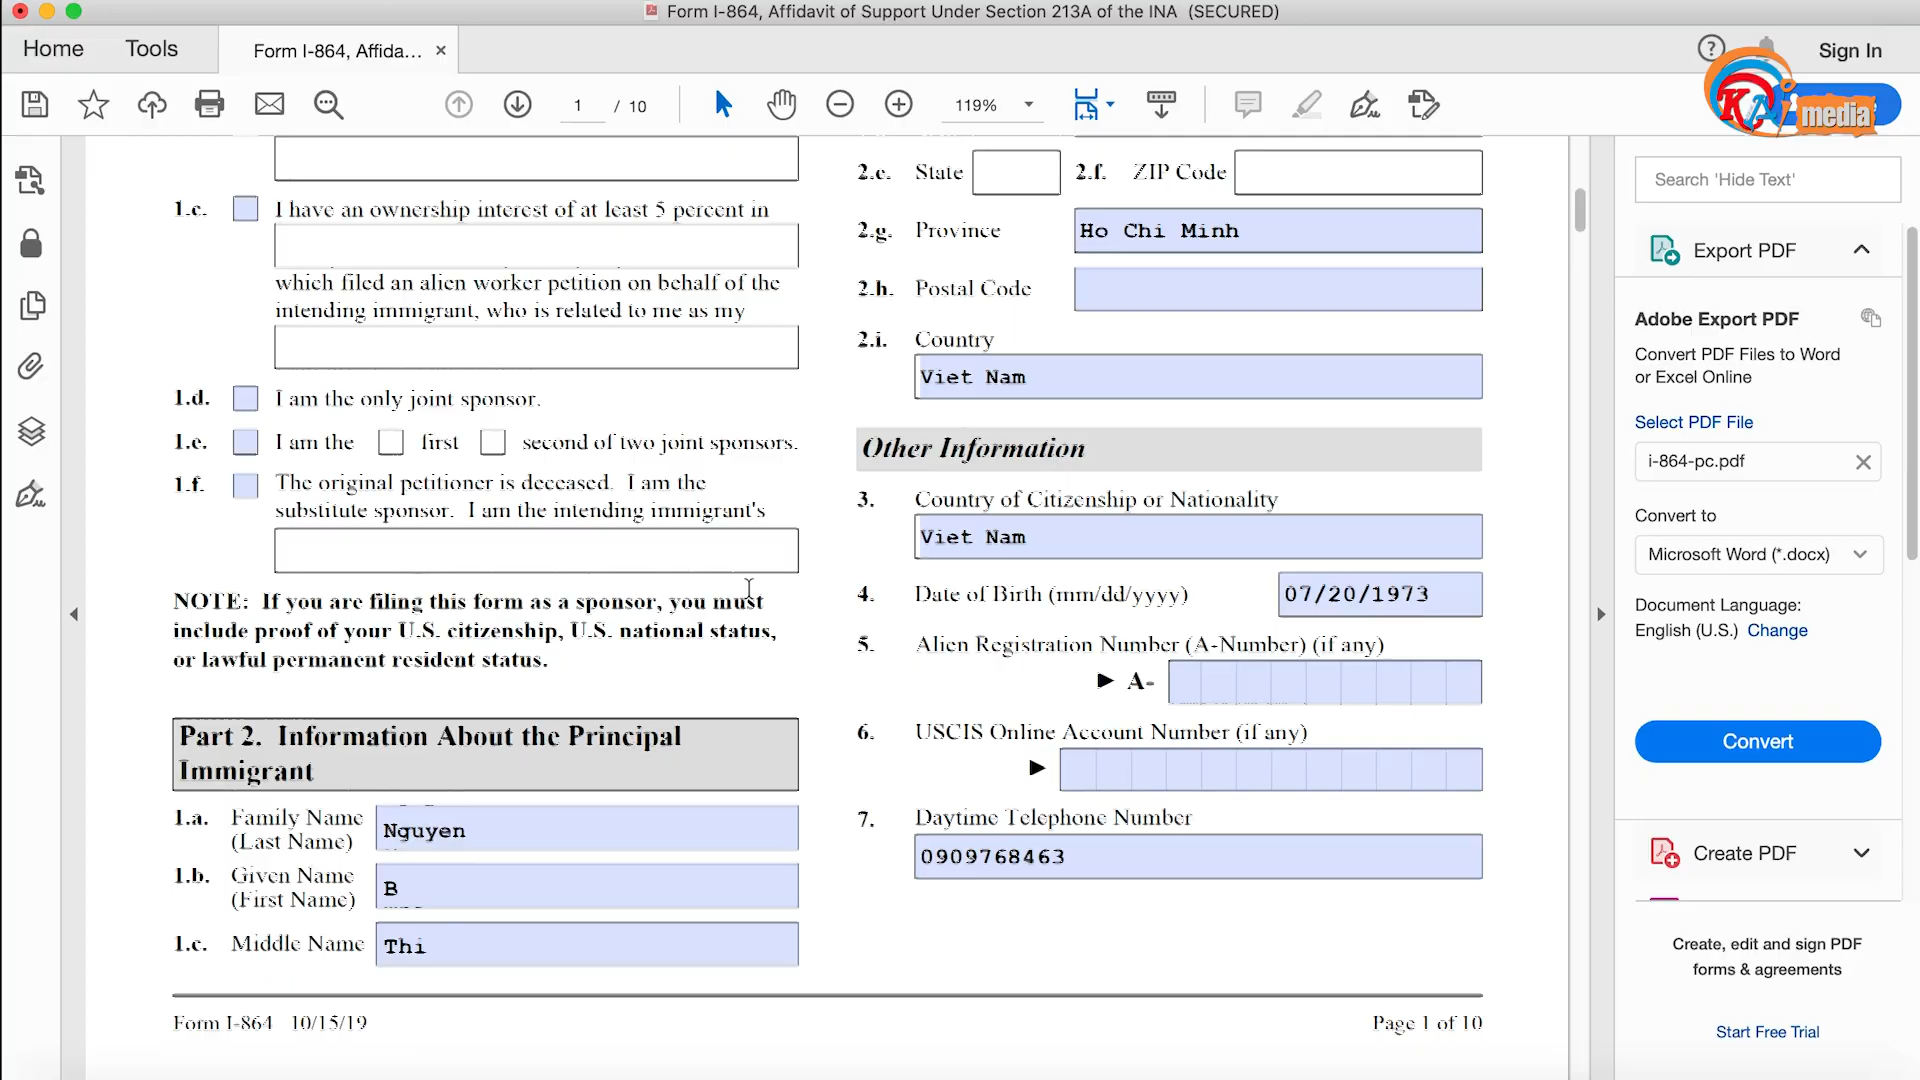 Form I-864, Affidavit of Support Under Section 213A of the INA (SECURED)
Home
Tools
Form I-864, Affida... ×
?
Sign In
KAi media
1 / 10
119%
1.c. I have an ownership interest of at least 5 percent in
which filed an alien worker petition on behalf of the
intending immigrant, who is related to me as my
1.d. I am the only joint sponsor.
1.e. I am the first second of two joint sponsors.
1.f. The original petitioner is deceased. I am the
substitute sponsor. I am the intending immigrant's
NOTE: If you are filing this form as a sponsor, you must
include proof of your U.S. citizenship, U.S. national status,
or lawful permanent resident status.
Part 2. Information About the Principal
Immigrant
1.a. Family Name
(Last Name)
Nguyen
1.b. Given Name
(First Name)
B
1.c. Middle Name
Thi
2.e. State
2.f. ZIP Code
2.g. Province
Ho Chi Minh
2.h. Postal Code
2.i. Country
Viet Nam
Other Information
3. Country of Citizenship or Nationality
Viet Nam
4. Date of Birth (mm/dd/yyyy)
07/20/1973
5. Alien Registration Number (A-Number) (if any)
► A-
6. USCIS Online Account Number (if any)
►
7. Daytime Telephone Number
0909768463
Form I-864 10/15/19
Page 1 of 10
Search 'Hide Text'
Export PDF
Adobe Export PDF
Convert PDF Files to Word
or Excel Online
Select PDF File
i-864-pc.pdf
Convert to
Microsoft Word (*.docx)
Document Language:
English (U.S.) Change
Convert
Create PDF
Create, edit and sign PDF
forms & agreements
Start Free Trial